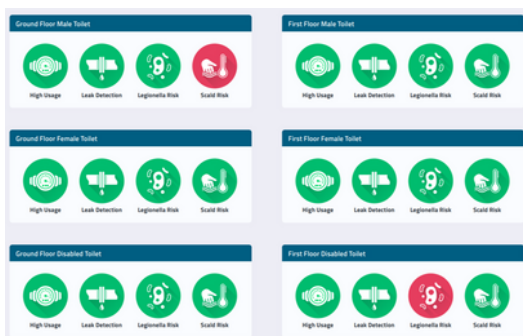 Ground Floor Male Toilet
High Usage Leak Detection Legionella Risk Scald Risk
First Floor Male Toilet
High Usage Leak Detection Legionella Risk Scald Risk
Ground Floor Female Toilet
High Usage Leak Detection Legionella Risk Scald Risk
First Floor Female Toilet
High Usage Leak Detection Legionella Risk Scald Risk
Ground Floor Disabled Toilet
High Usage Leak Detection Legionella Risk Scald Risk
First Floor Disabled Toilet
High Usage Leak Detection Legionella Risk Scald Risk